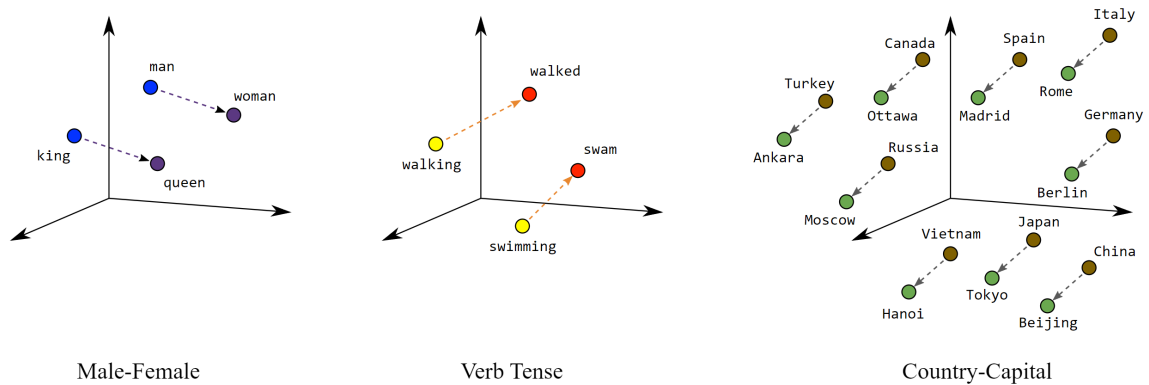 man
woman
king
queen
Male-Female
walked
walking
swam
swimming
Verb Tense
Italy
Spain
Canada
Turkey
Rome
Ottawa
Madrid
Germany
Ankara
Russia
Berlin
Moscow
Japan
Vietnam
China
Tokyo
Hanoi
Beijing
Country-Capital